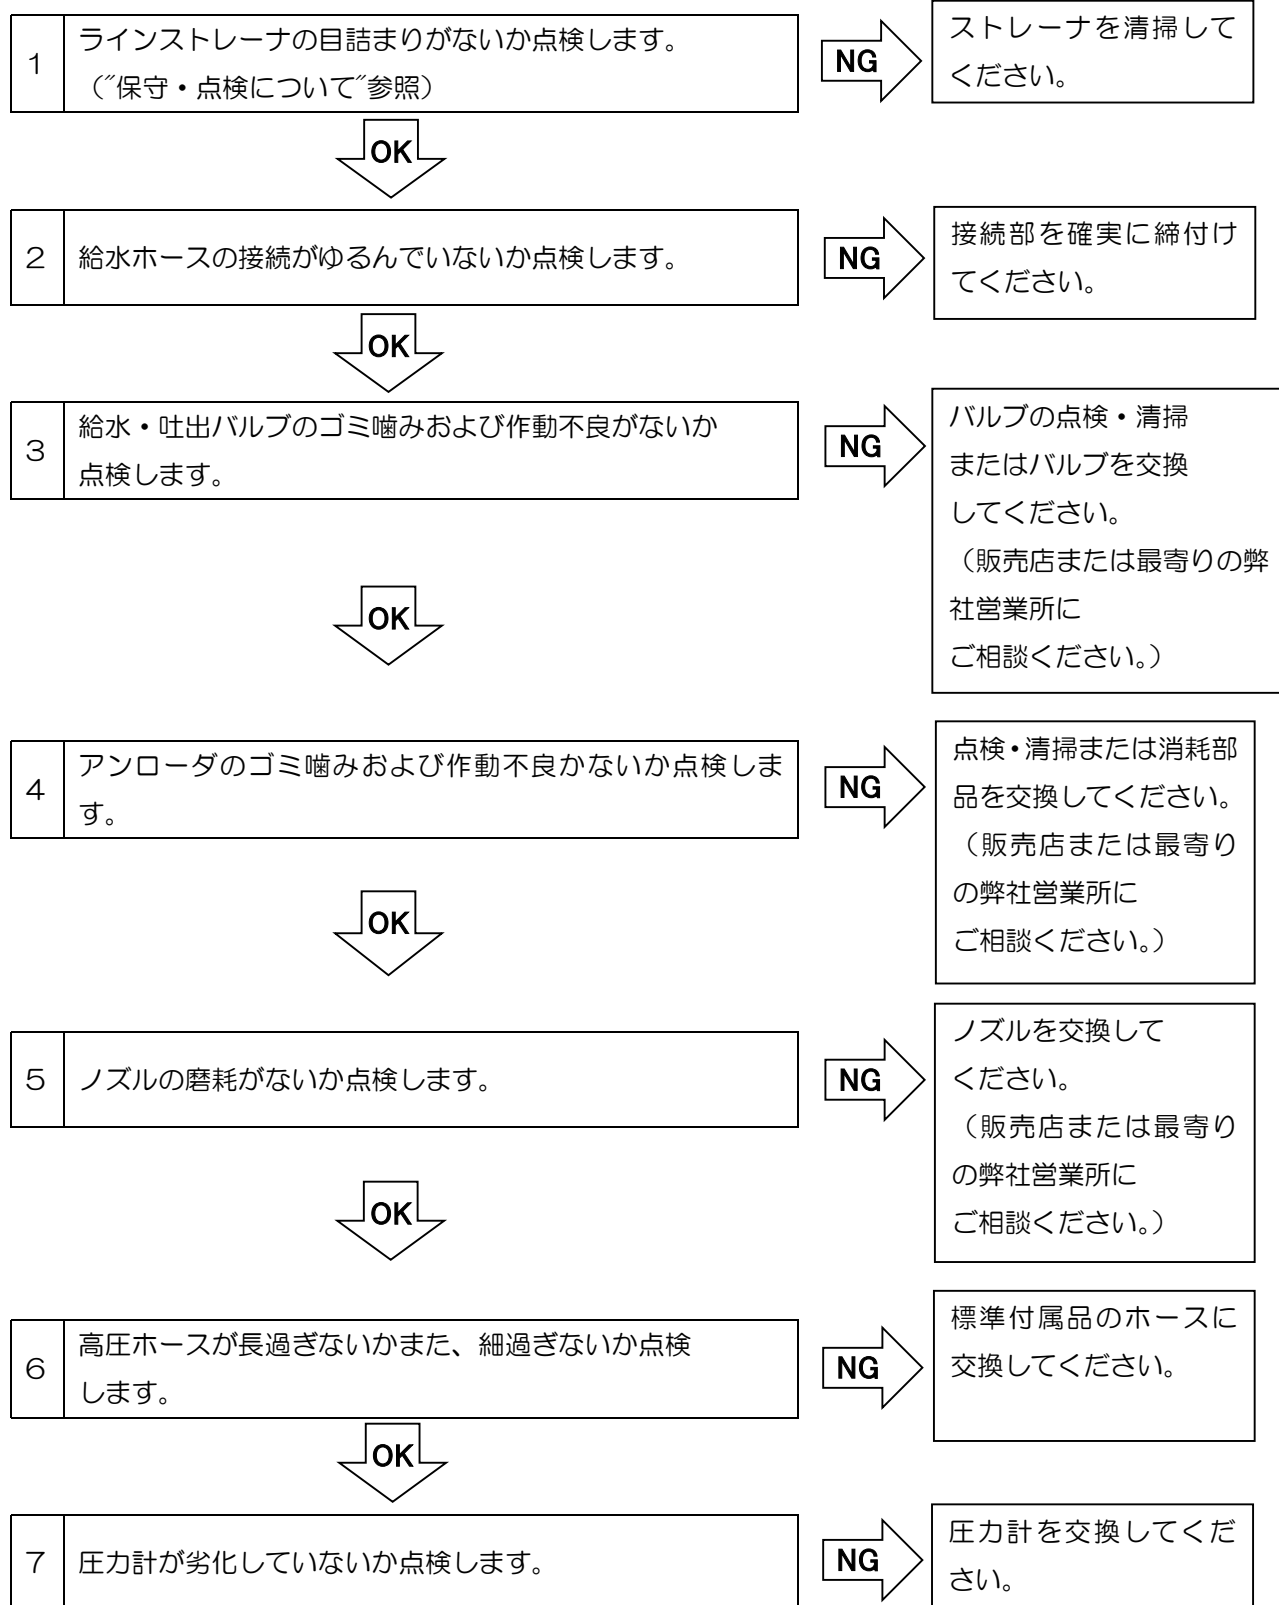 1
ラインストレーナの目詰まりがないか点検します。
（″保守・点検について″参照）
NG
ストレーナを清掃して
ください。
OK
2
給水ホースの接続がゆるんでいないか点検します。
NG
接続部を確実に締付け
てください。
OK
3
給水・吐出バルブのゴミ噛みおよび作動不良がないか
点検します。
NG
バルブの点検・清掃
またはバルブを交換
してください。
（販売店または最寄りの弊
社営業所に
ご相談ください。）
OK
4
アンローダのゴミ噛みおよび作動不良かないか点検しま
す。
NG
点検・清掃または消耗部
品を交換してください。
（販売店または最寄り
の弊社営業所に
ご相談ください。）
OK
5
ノズルの磨耗がないか点検します。
NG
ノズルを交換して
ください。
（販売店または最寄り
の弊社営業所に
ご相談ください。）
OK
6
高圧ホースが長過ぎないかまた、細過ぎないか点検
します。
NG
標準付属品のホースに
交換してください。
OK
7
圧力計が劣化していないか点検します。
NG
圧力計を交換してくだ
さい。